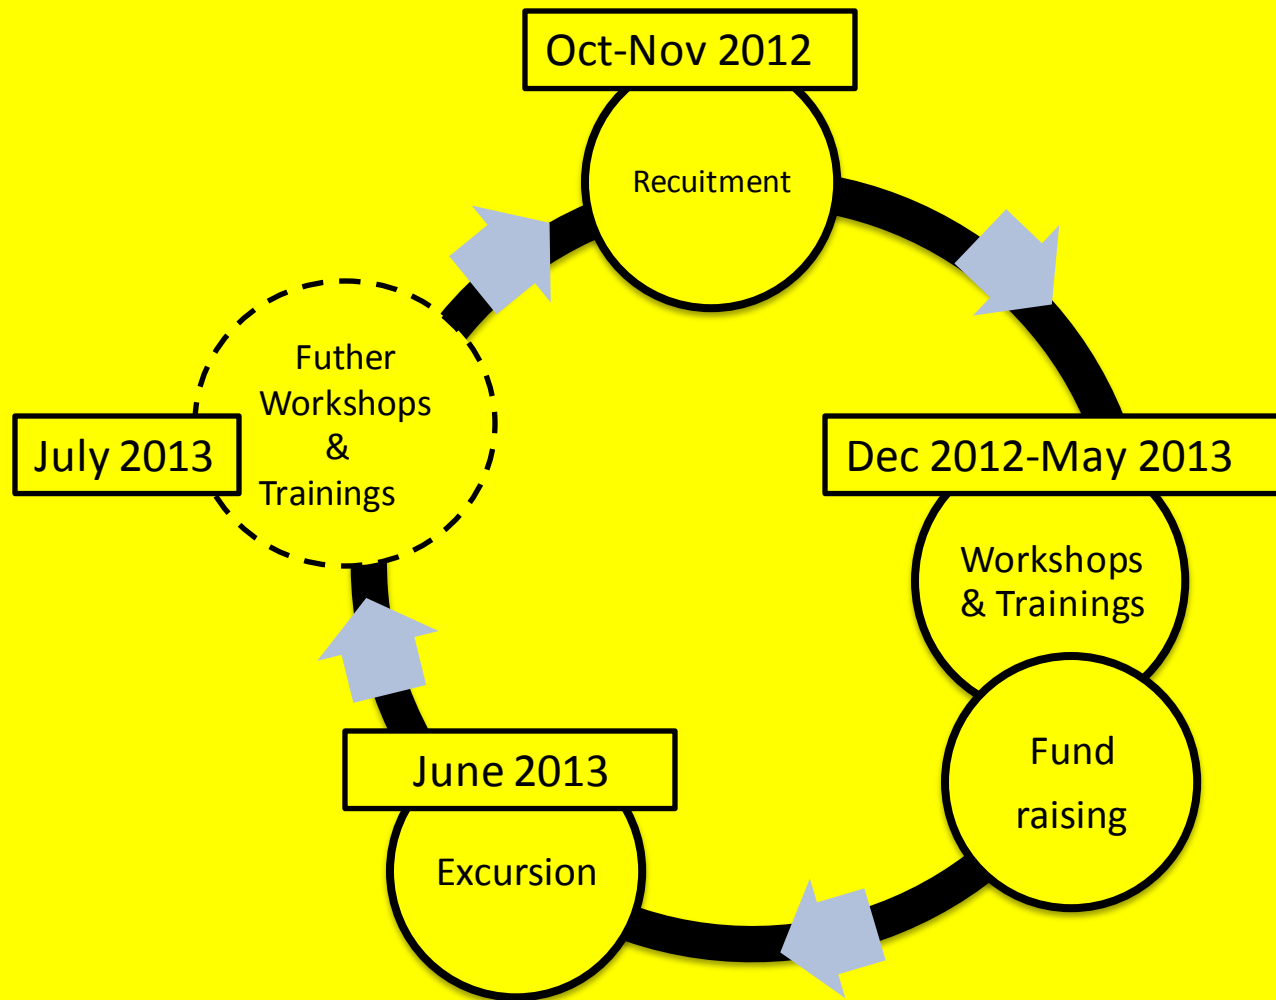 Oct-Nov 2012
Recuitment
Dec 2012-May 2013
Workshops
& Trainings
Fund
raising
June 2013
Excursion
July 2013
Futher
Workshops
&
Trainings